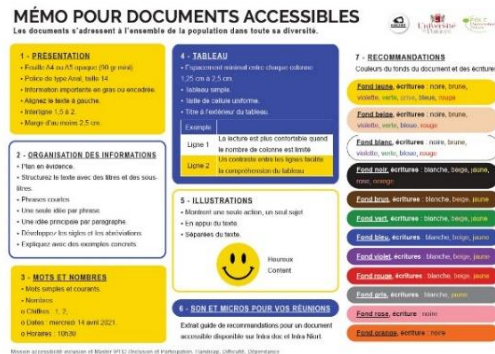 MÉMO POUR DOCUMENTS ACCESSIBLES
Les documents s'adressent à l'ensemble de la population dans toute sa diversité.
Université
de Poitiers
1 - PRÉSENTATION
• Feuille A4 ou A5 opaque (90 gr mini)
• Police de type Arial, taille 14
• Information importante en gras ou encadrée.
• Alignez le texte à gauche.
• Interligne 1,5 à 2.
• Marge d'au moins 2,5 cm.
2 - ORGANISATION DES INFORMATIONS
• Plan en évidence.
• Structurez le texte avec des titres et des sous-
titres.
• Phrases courtes
• Une seule idée par phrase.
• Une idée principale par paragraphe.
• Développez les sigles et les abréviations.
• Expliquez avec des exemples concrets.
3 - MOTS ET NOMBRES
• Mots simples et courants.
• Nombres
o Chiffres : 1, 2,
o Dates : mercredi 14 avril 2021.
o Horaires : 10h30
4 - TABLEAU
• Espacement minimal entre chaque colonne:
1,25 cm à 2,5 cm.
• Tableau simple.
• Taille de cellule uniforme.
• Titre à l'extérieur du tableau.
Exemple
Ligne 1 La lecture est plus confortable quand
le nombre de colonne est limité
Ligne 2 Un contraste entre les lignes facilite
la compréhension du tableau
5 - ILLUSTRATIONS
• Montrent une seule action, un seul sujet
• En appui du texte.
• Séparées du texte.
Heureux
Content
6 - SON ET MICROS POUR VOS RÉUNIONS
Extrait guide de recommandations pour un document
accessible disponible sur Intra doc et Intra Niort.
7 - RECOMMANDATIONS
Couleurs du fonds du document et des écritures
Fond jaune, écritures : noire, brune,
violette, verte, bleue, rouge
Fond beige, écritures : noire, brune,
violette, verte, bleue, rouge
Fond blanc, écritures : noire, brune,
violette, verte, bleue, rouge
Fond noir, écritures : blanche, beige, jaune,
rose, orange
Fond brun, écritures : blanche, beige, jaune
Fond vert, écritures : blanche, beige, jaune
Fond bleu, écritures : blanche, beige, jaune
Fond violet, écritures : blanche, beige, jaune
Fond rouge, écritures : blanche, beige, jaune
Fond gris, écritures : blanche, beige, jaune
Fond rose, écriture : noire
Fond orange, écriture : noire
Mission accessibilité inclusion et Master